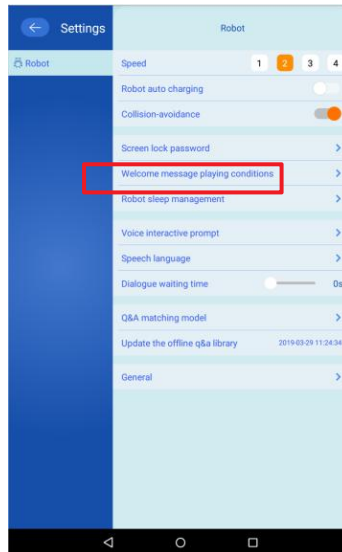 Settings
Robot
Robot
Speed 1 2 3 4
Robot auto charging
Collision-avoidance
Screen lock password
Welcome message playing conditions
Robot sleep management
Voice interactive prompt
Speech language
Dialogue waiting time 0s
Q&A matching model
Update the offline q&a library 2019-03-29 11:24:34
General